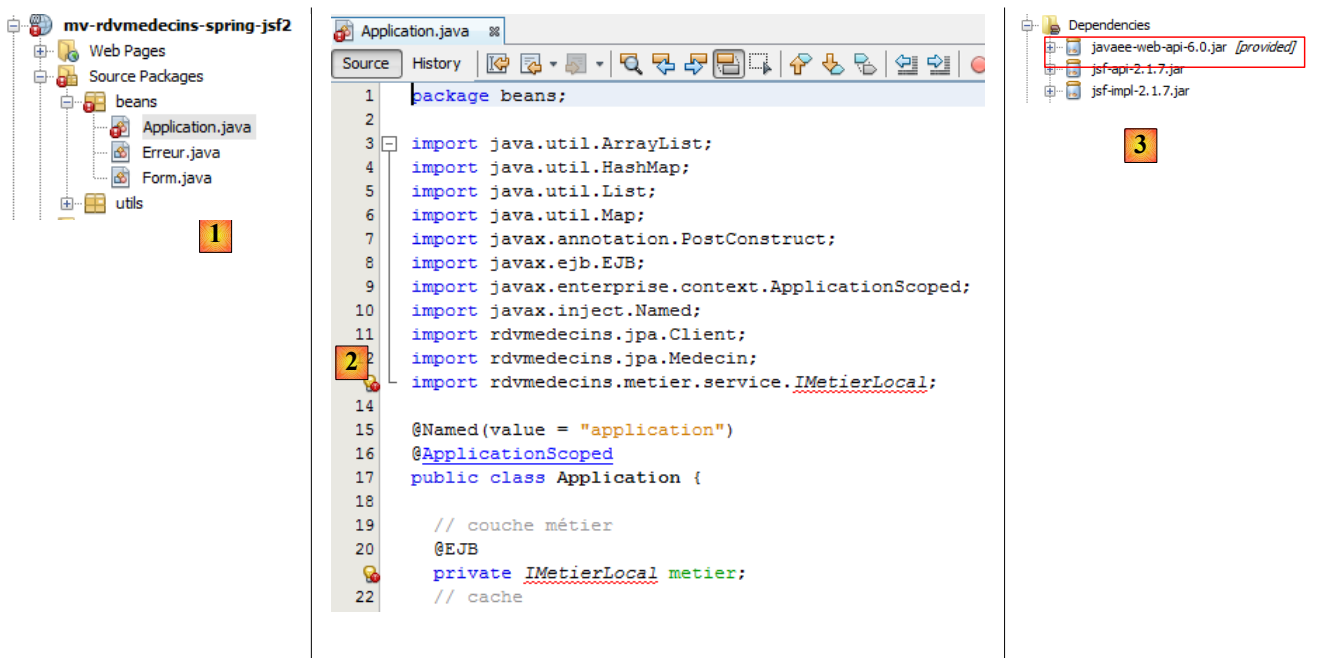 mv-rdvmedecins-spring-jsf2
Web Pages
Source Packages
beans
Application.java
Erreur.java
Form.java
utils
1
Application.java
Source History
1 package beans;
2
3 import java.util.ArrayList;
4 import java.util.HashMap;
5 import java.util.List;
6 import java.util.Map;
7 import javax.annotation.PostConstruct;
8 import javax.ejb.EJB;
9 import javax.enterprise.context.ApplicationScoped;
10 import javax.inject.Named;
11 import rdvmedecins.jpa.Client;
2 2 import rdvmedecins.jpa.Medecin;
import rdvmedecins.metier.service.IMetierLocal;
14
15 @Named(value = "application")
16 @ApplicationScoped
17 public class Application {
18
19 // couche métier
20 @EJB
private IMetierLocal metier;
22 // cache
Dependencies
javaee-web-api-6.0.jar [provided]
jsf-api-2.1.7.jar
jsf-impl-2.1.7.jar
3